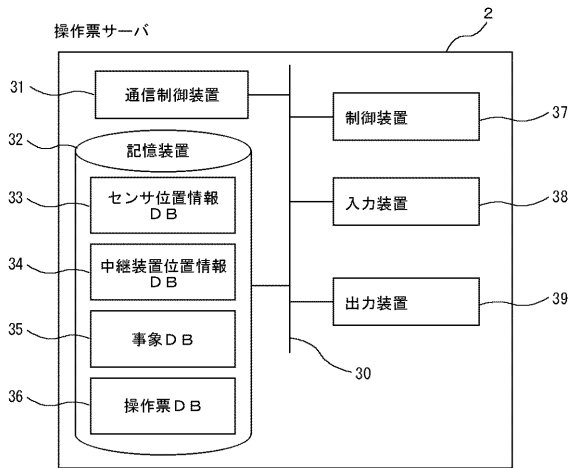 操作票サーバ
2
31
通信制御装置
32
記憶装置
33
センサ位置情報
DB
34
中継装置位置情報
DB
35
事象DB
36
操作票DB
制御装置
37
入力装置
38
出力装置
39
30